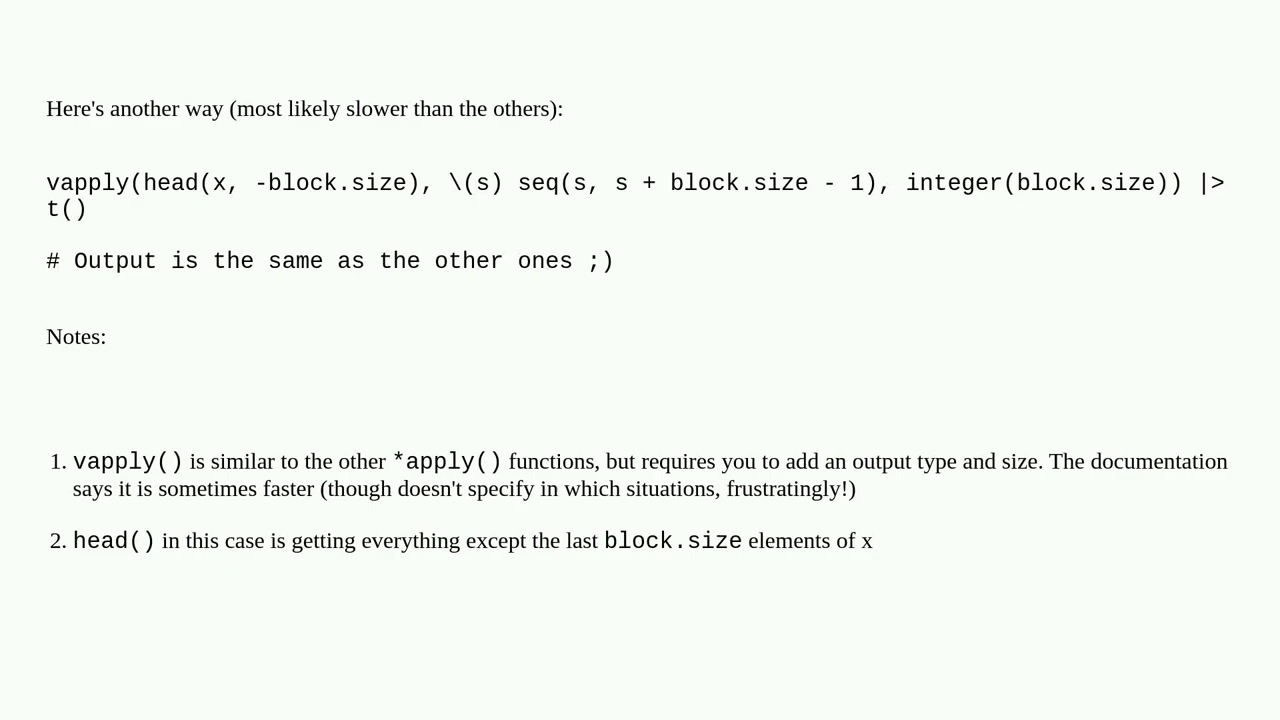 Here's another way (most likely slower than the others):
vapply(head(x, -block.size), \(s) seq(s, s + block.size - 1), integer(block.size)) |>
t()
# Output is the same as the other ones ;)
Notes:
1. vapply() is similar to the other *apply() functions, but requires you to add an output type and size. The documentation
says it is sometimes faster (though doesn't specify in which situations, frustratingly!)
2. head() in this case is getting everything except the last block.size elements of x